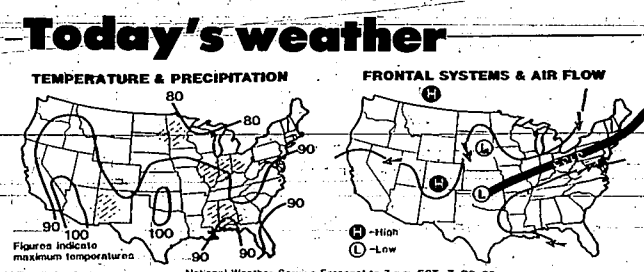 Today's weather
TEMPERATURE & PRECIPITATION
80
80
90
90
90 100
100
90
90
Figures indicate
maximum temperatures
FRONTAL SYSTEMS & AIR FLOW
H
L
H
L
H -High
L -Low
National Weather Service Forecast to 7 p.m. EST